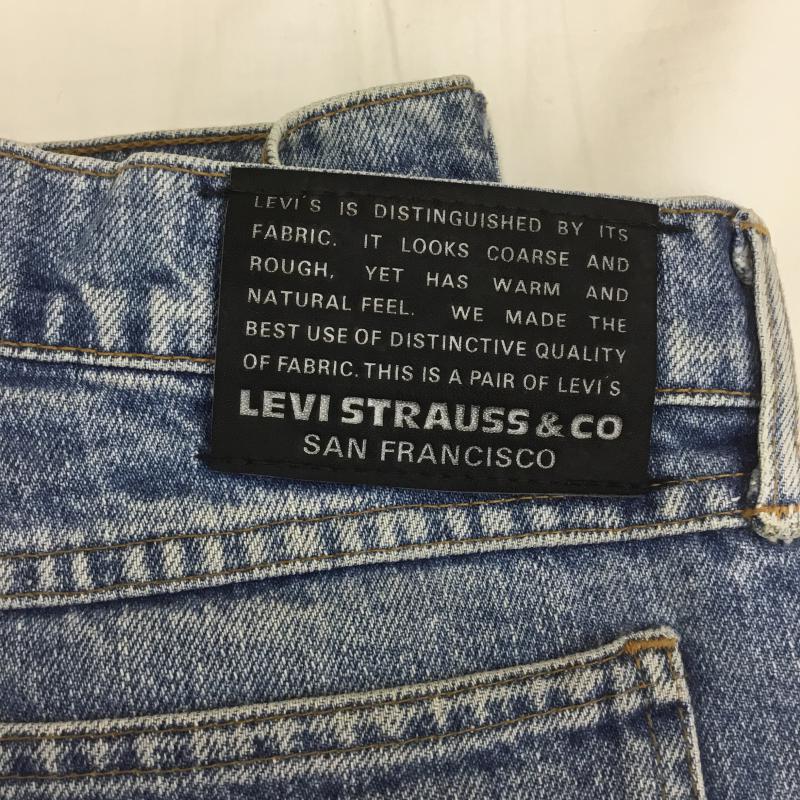 LEVI'S IS DISTINGUISHED BY ITS
FABRIC. IT LOOKS COARSE AND
ROUGH, YET HAS WARM AND
NATURAL FEEL. WE MADE THE
BEST USE OF DISTINCTIVE QUALITY
OF FABRIC. THIS IS A PAIR OF LEVI'S
LEVI STRAUSS & CO
SAN FRANCISCO